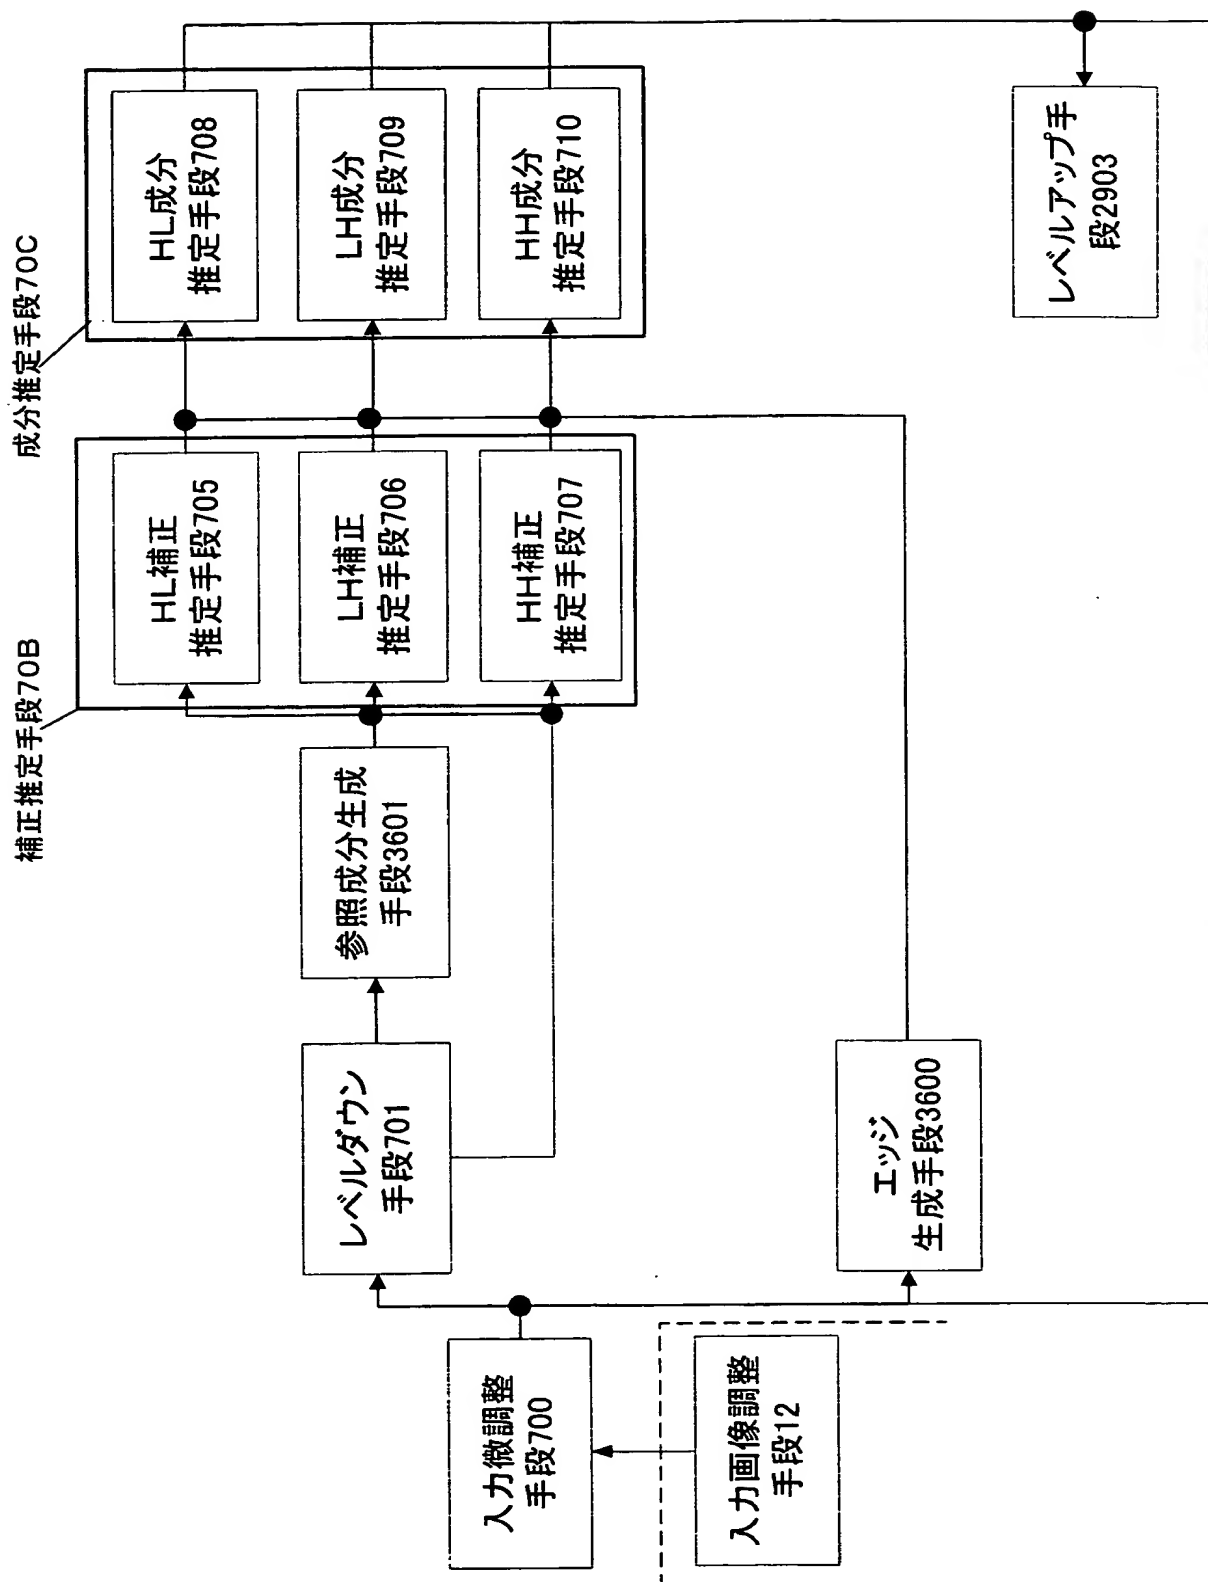 成分推定手段70C
HL成分
推定手段708
LH成分
推定手段709
HH成分
推定手段710
補正推定手段70B
HL補正
推定手段705
LH補正
推定手段706
HH補正
推定手段707
参照成分生成
手段3601
レベルダウン
手段701
エッジ
生成手段3600
入力微調整
手段700
入力画像調整
手段12
レベルアップ手
段2903